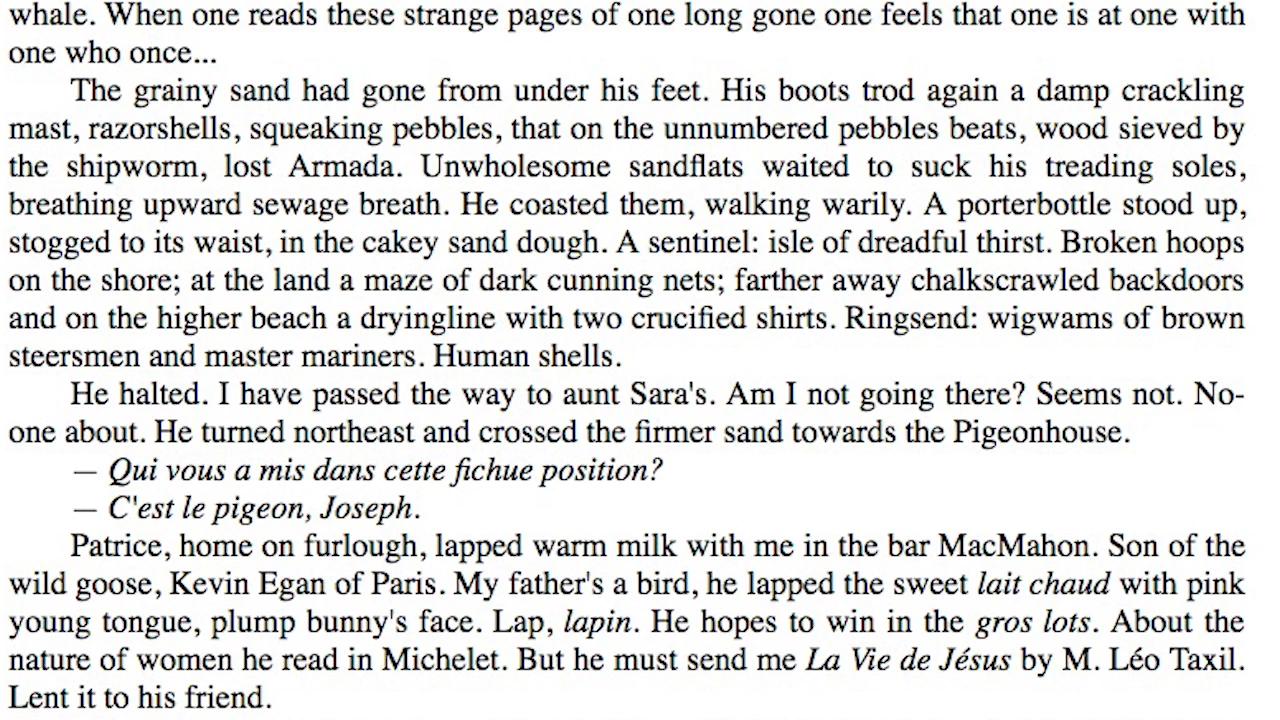 whale. When one reads these strange pages of one long gone one feels that one is at one with
one who once...
The grainy sand had gone from under his feet. His boots trod again a damp crackling
mast, razorshells, squeaking pebbles, that on the unnumbered pebbles beats, wood sieved by
the shipworm, lost Armada. Unwholesome sandflats waited to suck his treading soles,
breathing upward sewage breath. He coasted them, walking warily. A porterbottle stood up,
stogged to its waist, in the cakey sand dough. A sentinel: isle of dreadful thirst. Broken hoops
on the shore; at the land a maze of dark cunning nets; farther away chalkscrawled backdoors
and on the higher beach a dryingline with two crucified shirts. Ringsend: wigwams of brown
steersmen and master mariners. Human shells.
He halted. I have passed the way to aunt Sara's. Am I not going there? Seems not. No-
one about. He turned northeast and crossed the firmer sand towards the Pigeonhouse.
— Qui vous a mis dans cette fichue position?
— C'est le pigeon, Joseph.
Patrice, home on furlough, lapped warm milk with me in the bar MacMahon. Son of the
wild goose, Kevin Egan of Paris. My father's a bird, he lapped the sweet lait chaud with pink
young tongue, plump bunny's face. Lap, lapin. He hopes to win in the gros lots. About the
nature of women he read in Michelet. But he must send me La Vie de Jésus by M. Léo Taxil.
Lent it to his friend.